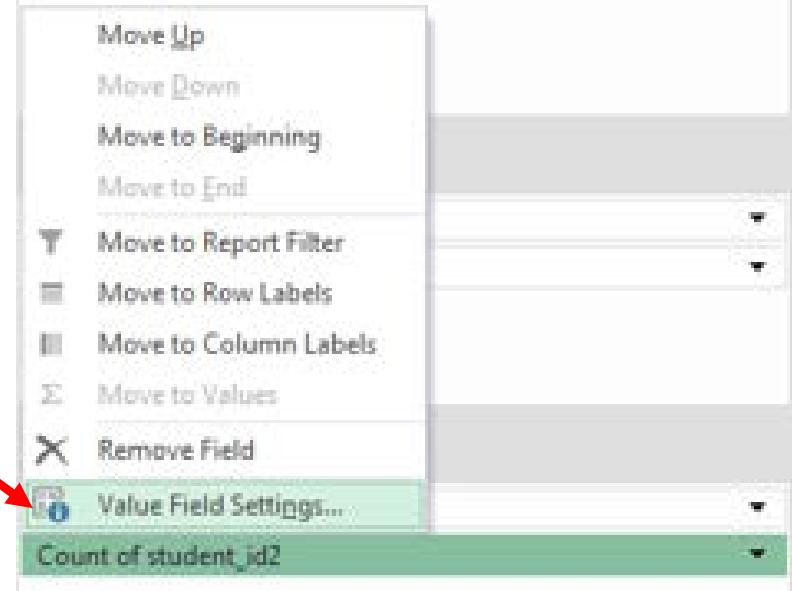 Move Up
Move Down
Move to Beginning
Move to End
Move to Report Filter
Move to Row Labels
Move to Column Labels
Σ Move to Values
Remove Field
Value Field Settings...
Count of student_id2